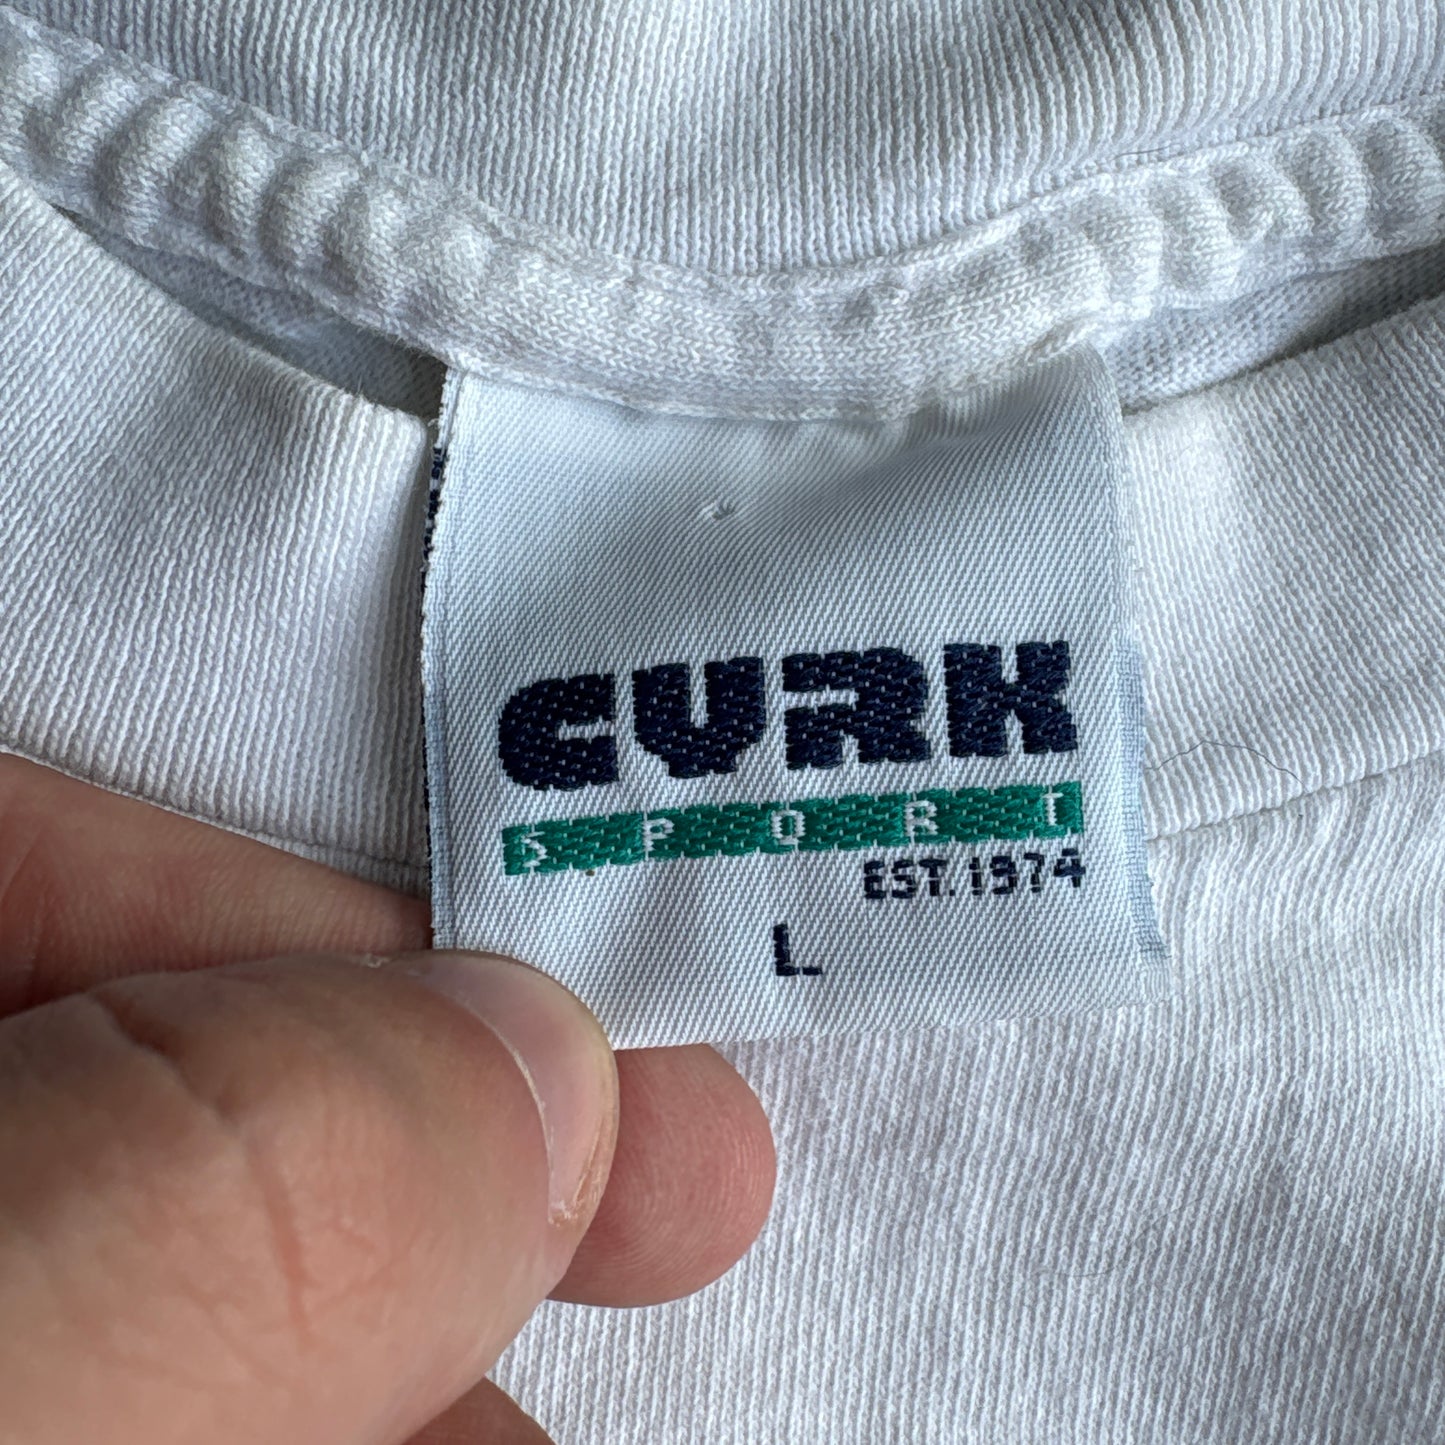 CVRK
SPORT
EST. 1974
L